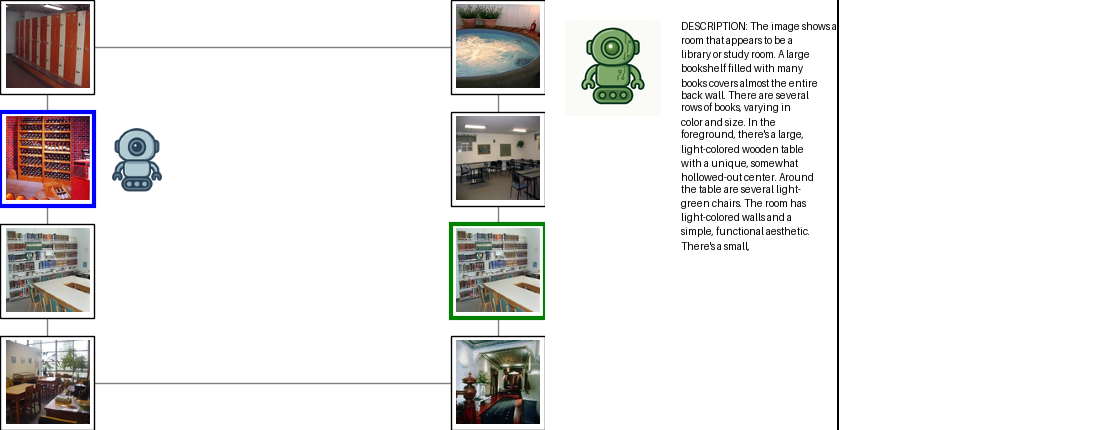 DESCRIPTION: The image shows a
room that appears to be a
library or study room. A large
bookshelf filled with many
books covers almost the entire
back wall. There are several
rows of books, varying in
color and size. In the
foreground, there's a large,
light-colored wooden table
with a unique, somewhat
hollowed-out center. Around
the table are several light-
green chairs. The room has
light-colored walls and a
simple, functional aesthetic.
There's a small,